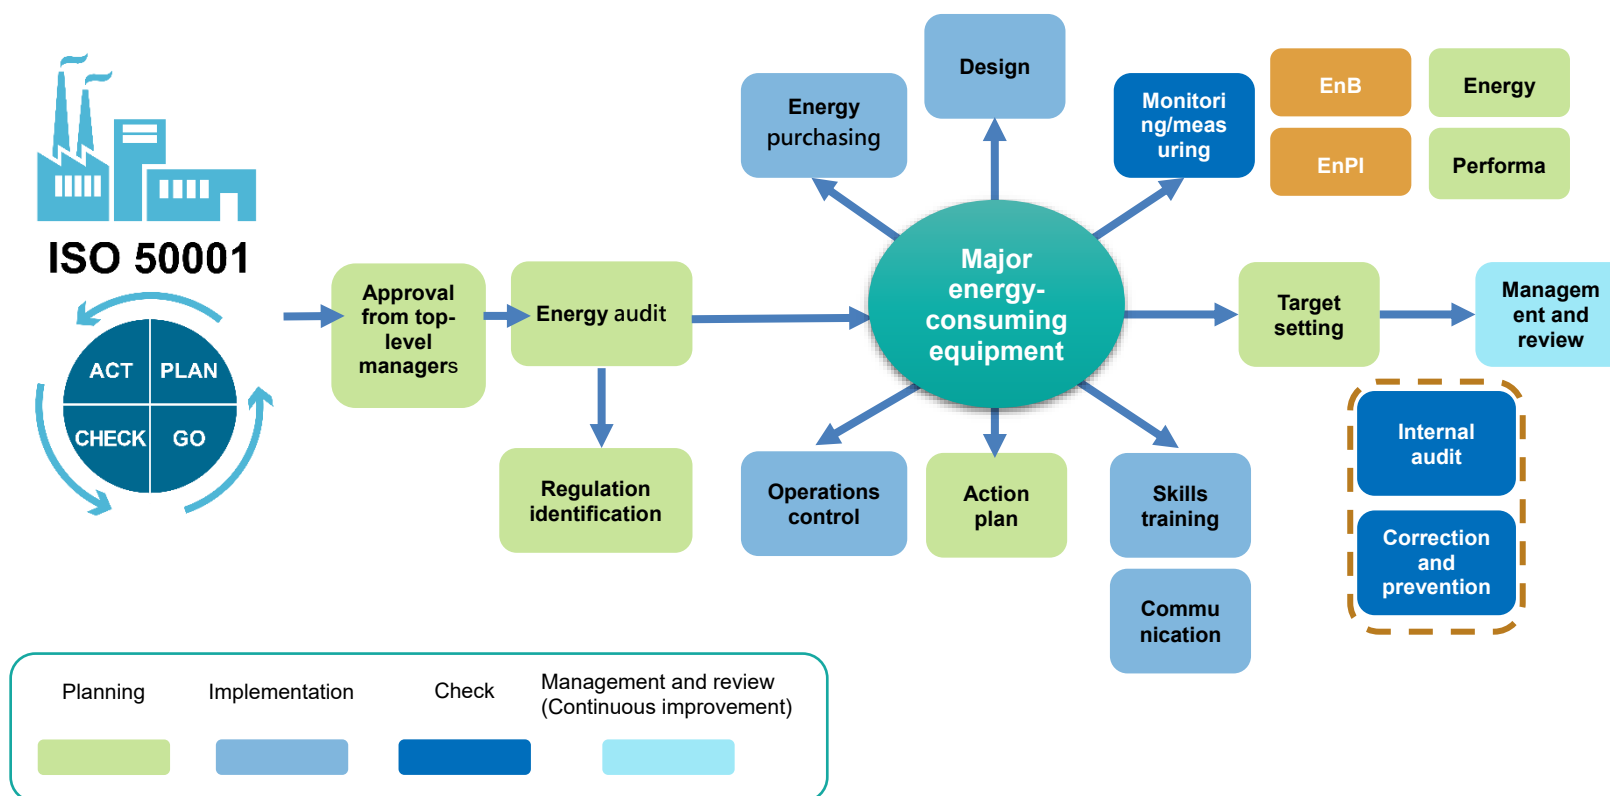 ISO 50001
ACT
PLAN
CHECK
GO
Approval
from top-
level
managers
Energy audit
Regulation
identification
Energy
purchasing
Design
Monitori
ng/meas
uring
EnB
Energy
EnPI
Performa
Major
energy-
consuming
equipment
Target
setting
Managem
ent and
review
Operations
control
Action
plan
Skills
training
Commu
nication
Internal
audit
Correction
and
prevention
Planning
Implementation
Check
Management and review
(Continuous improvement)